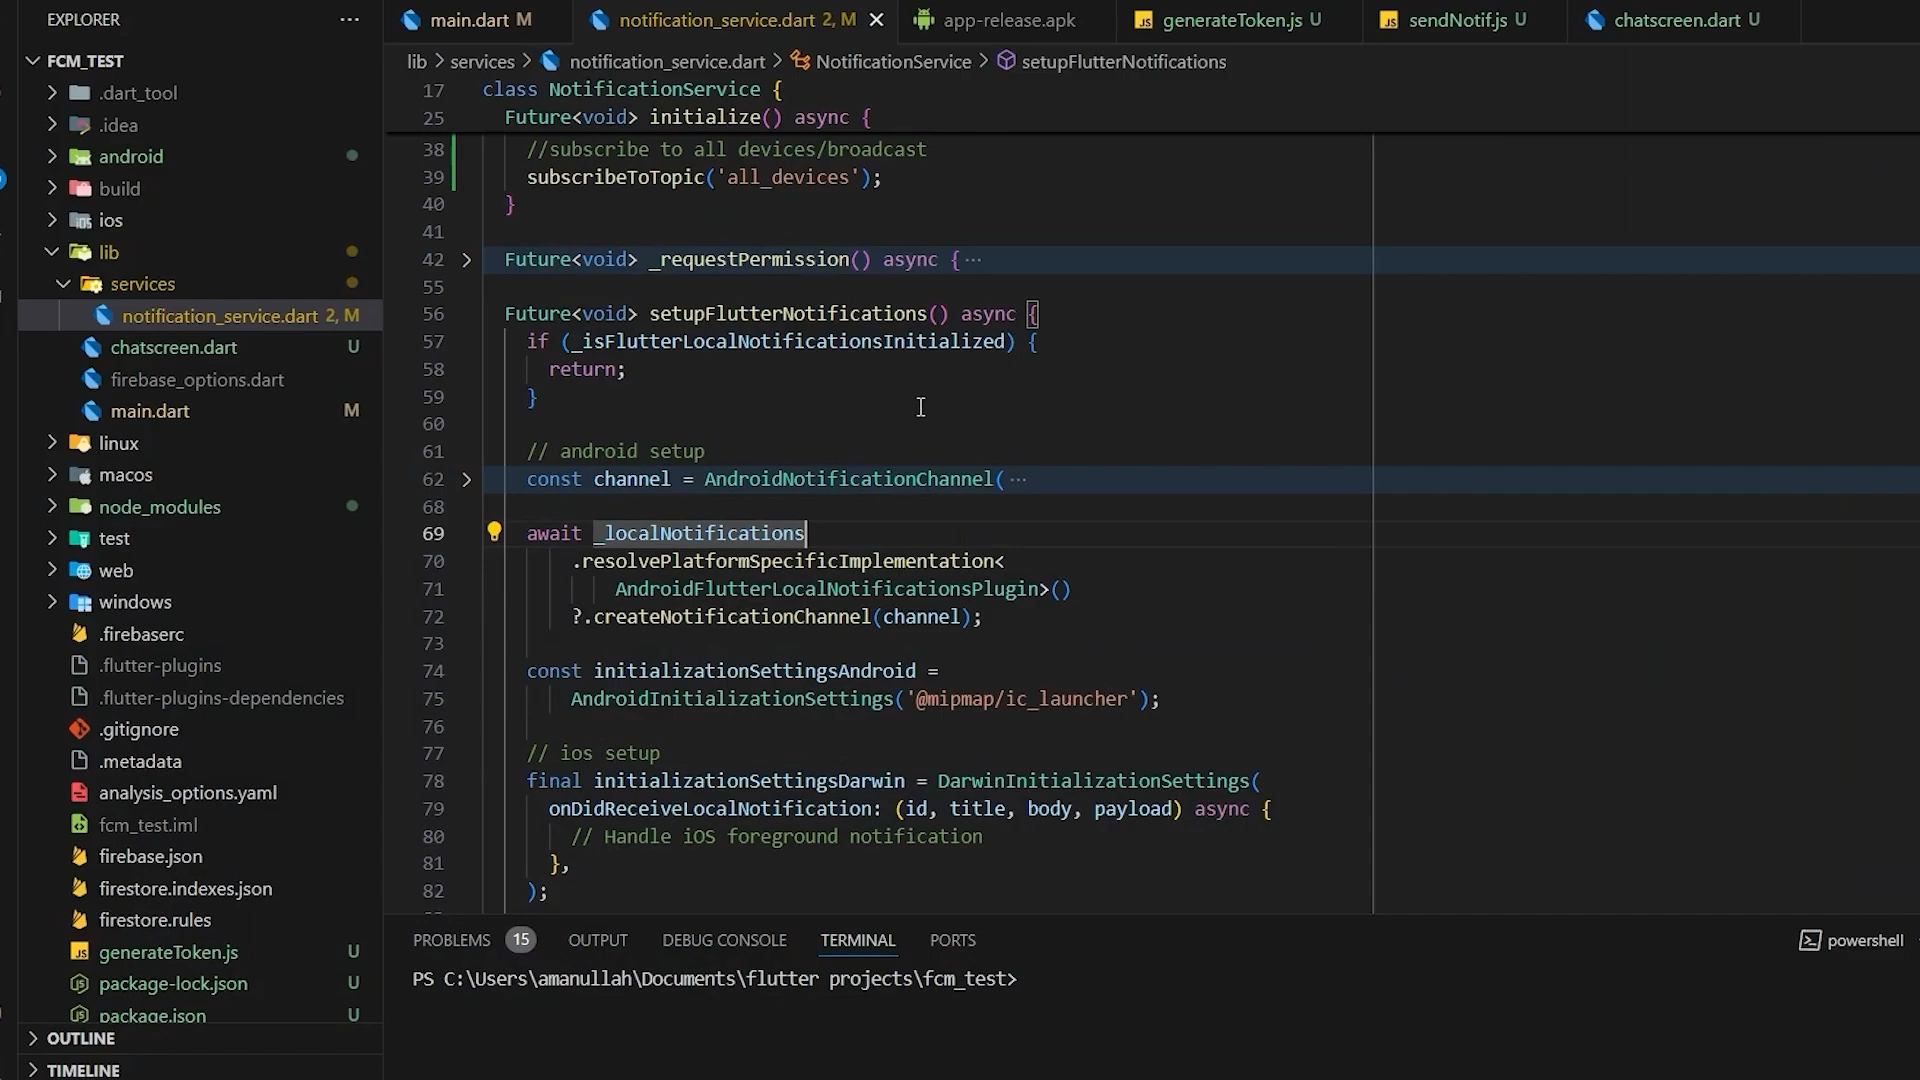 EXPLORER
FCM_TEST
.dart_tool
.idea
android
build
ios
lib
services
notification_service.dart 2, M
chatscreen.dart U
firebase_options.dart
main.dart M
linux
macos
node_modules
test
web
windows
.firebaserc
.flutter-plugins
.flutter-plugins-dependencies
.gitignore
.metadata
analysis_options.yaml
fcm_test.iml
firebase.json
firestore.indexes.json
firestore.rules
generateToken.js U
package-lock.json U
package.json U
OUTLINE
TIMELINE
main.dart M notification_service.dart 2, M app-release.apk generateToken.js U sendNotif.js U chatscreen.dart U
lib > services > notification_service.dart > NotificationService > setupFlutterNotifications
17 class NotificationService {
25 Future<void> initialize() async {
38 //subscribe to all devices/broadcast
39 subscribeToTopic('all_devices');
40 }
41
42 Future<void> _requestPermission() async { ...
55
56 Future<void> setupFlutterNotifications() async {
57 if (_isFlutterLocalNotificationsInitialized) {
58 return;
59 }
60
61 // android setup
62 const channel = AndroidNotificationChannel( ...
68
69 await _localNotifications
70 .resolvePlatformSpecificImplementation<
71 AndroidFlutterLocalNotificationsPlugin>()
72 ?.createNotificationChannel(channel);
73
74 const initializationSettingsAndroid =
75 AndroidInitializationSettings('@mipmap/ic_launcher');
76
77 // ios setup
78 final initializationSettingsDarwin = DarwinInitializationSettings(
79 onDidReceiveLocalNotification: (id, title, body, payload) async {
80 // Handle iOS foreground notification
81 },
82 );
PROBLEMS 15 OUTPUT DEBUG CONSOLE TERMINAL PORTS powershell
PS C:\Users\amanullah\Documents\flutter projects\fcm_test>